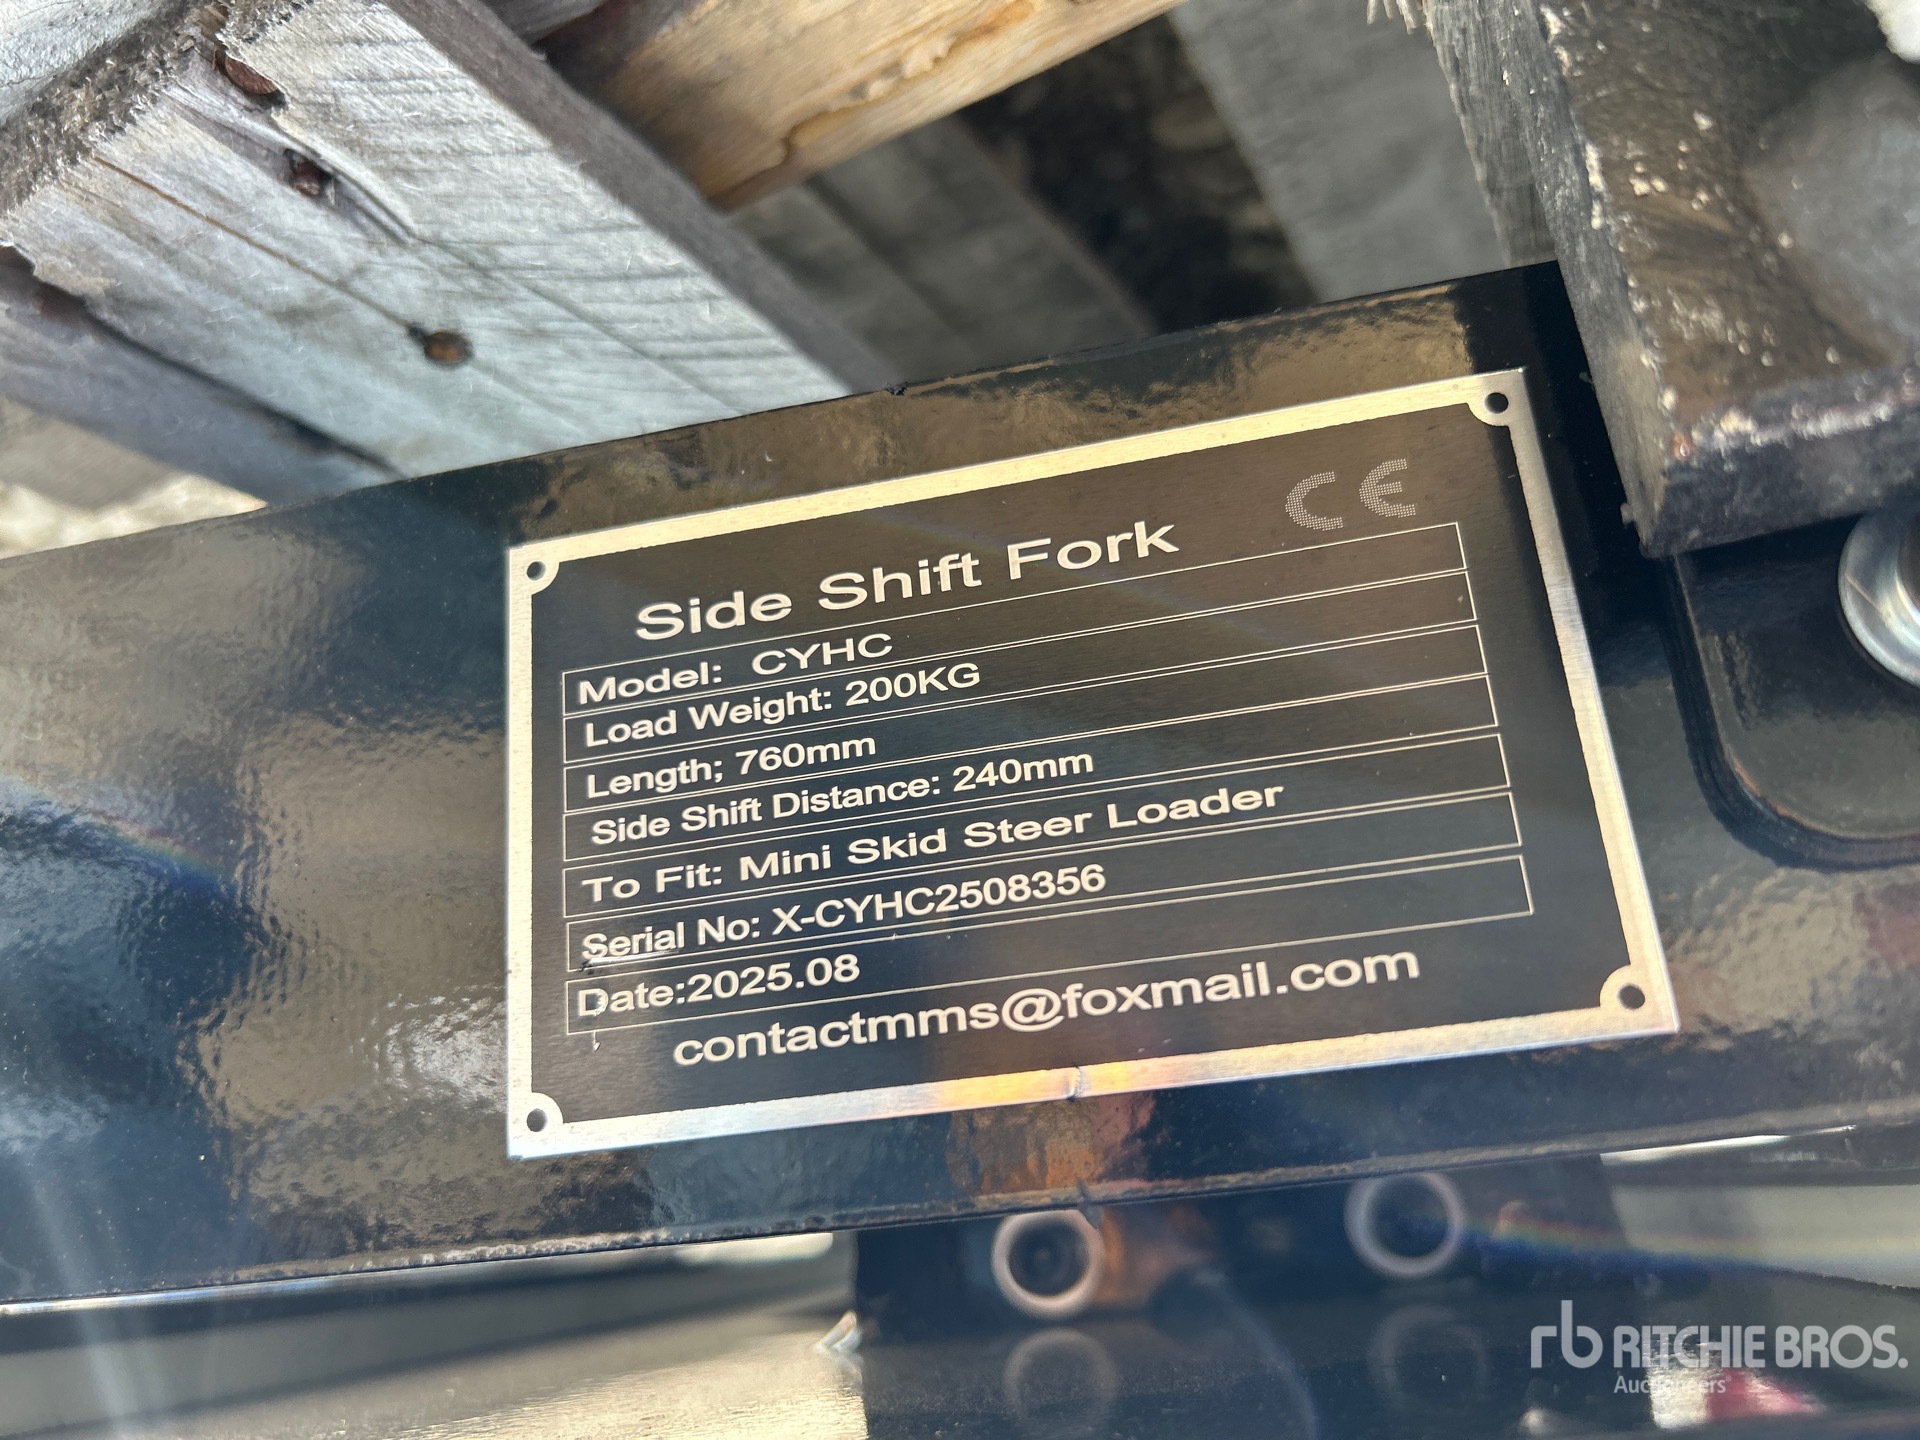 CE
Side Shift Fork
Model: CYHC
Load Weight: 200KG
Length; 760mm
Side Shift Distance: 240mm
To Fit: Mini Skid Steer Loader
Serial No: X-CYHC2508356
Date:2025.08
contactmms@foxmail.com
rb RITCHIE BROS.
Auctioneers